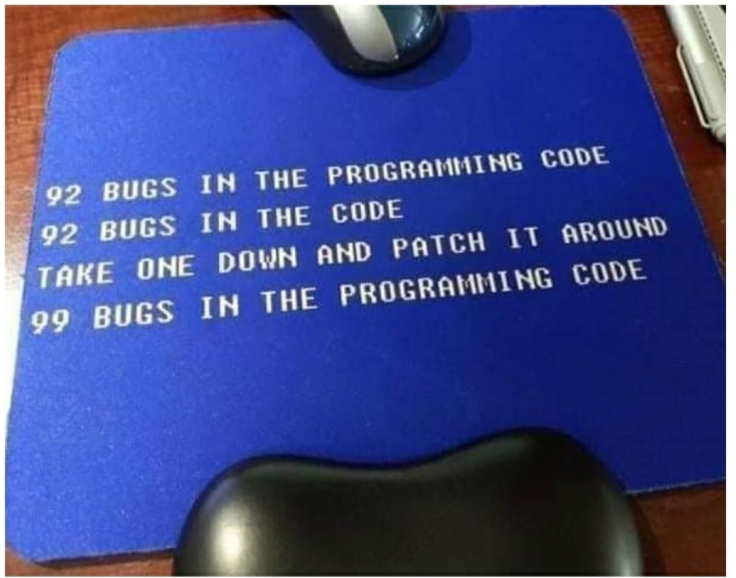 92 BUGS IN THE PROGRAMMING CODE
92 BUGS IN THE CODE
TAKE ONE DOWN AND PATCH IT AROUND
99 BUGS IN THE PROGRAMMING CODE